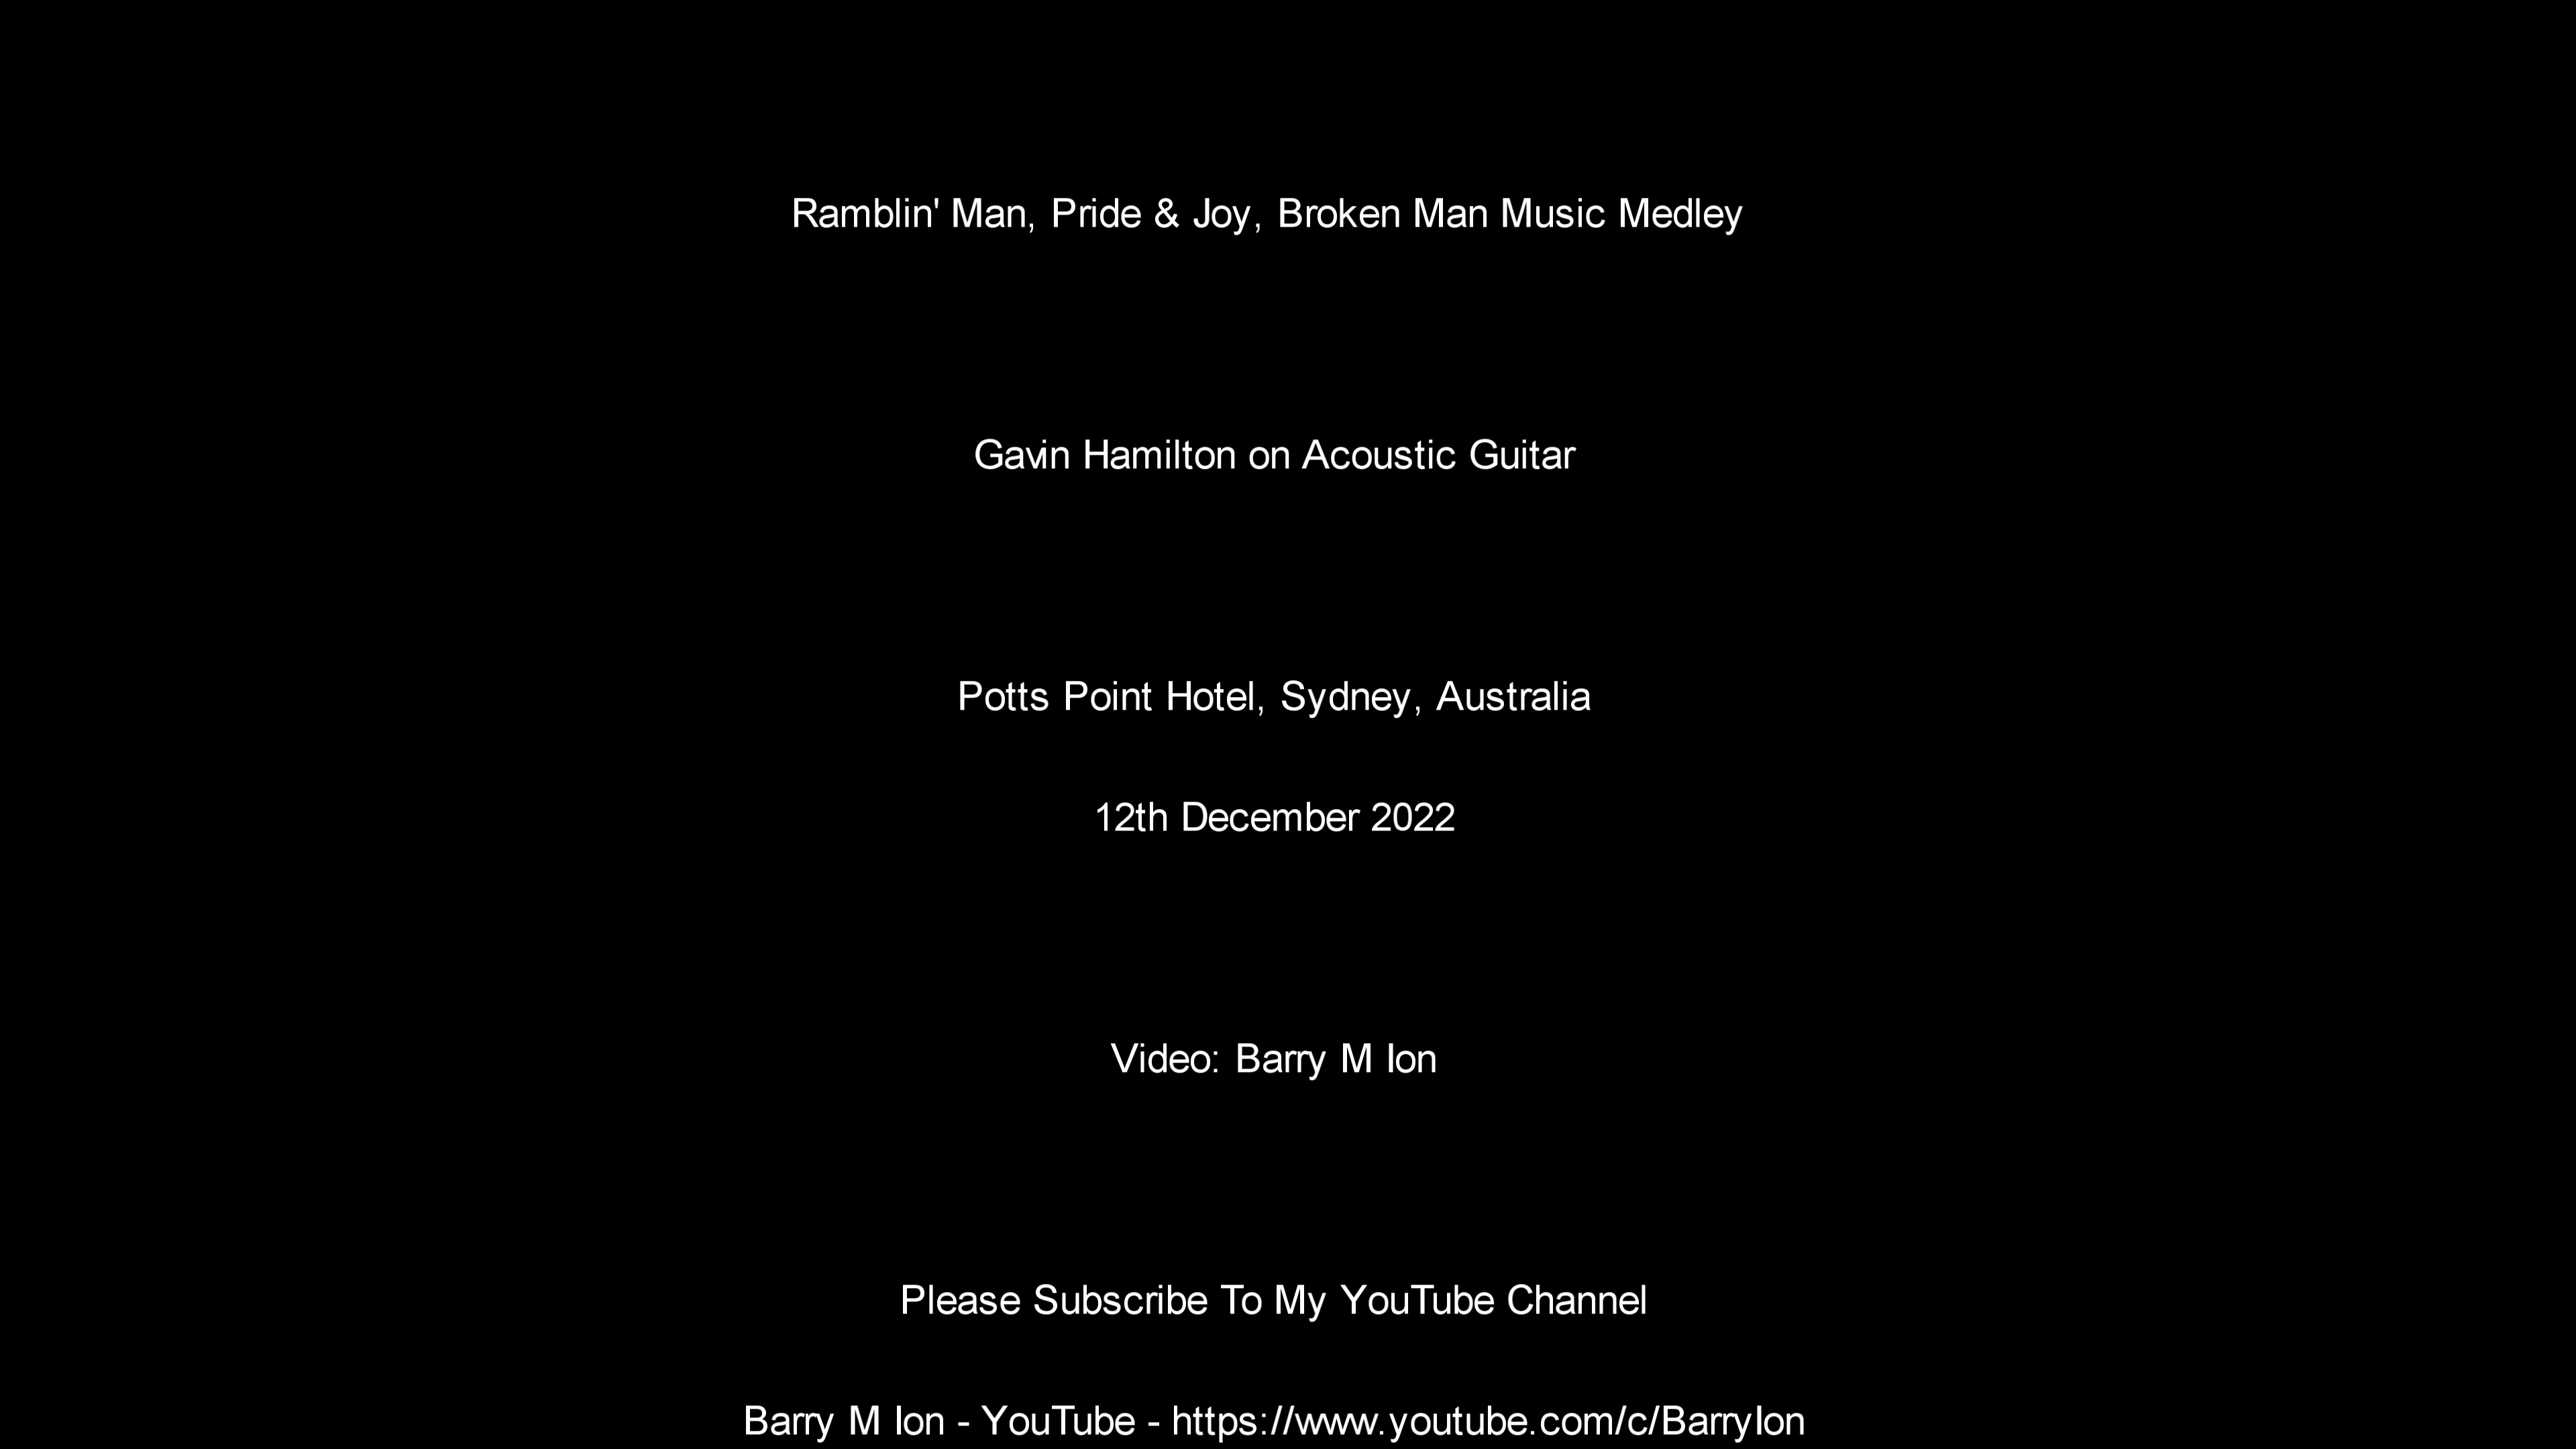 Ramblin' Man, Pride & Joy, Broken Man Music Medley
Gavin Hamilton on Acoustic Guitar
Potts Point Hotel, Sydney, Australia
12th December 2022
Video: Barry M Ion
Please Subscribe To My YouTube Channel
Barry M Ion - YouTube - https://www.youtube.com/c/BarryIon